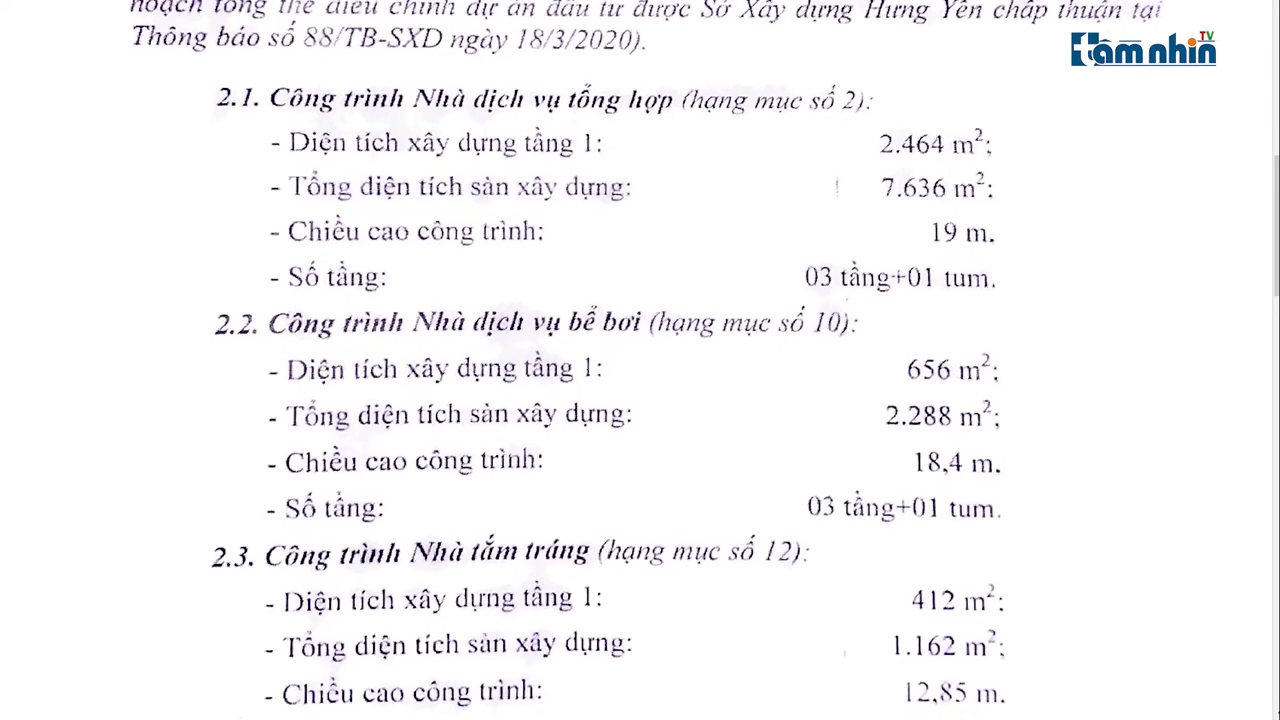 hoạch tổng thể điều chỉnh dự án đầu tư được Sở Xây dựng Hưng Yên chấp thuận tại
Thông báo số 88/TB-SXD ngày 18/3/2020).
tầm nhìn TV
2.1. Công trình Nhà dịch vụ tổng hợp (hạng mục số 2):
- Diện tích xây dựng tầng 1: 2.464 m²;
- Tổng diện tích sàn xây dựng: 7.636 m²;
- Chiều cao công trình: 19 m.
- Số tầng: 03 tầng+01 tum.
2.2. Công trình Nhà dịch vụ bể bơi (hạng mục số 10):
- Diện tích xây dựng tầng 1: 656 m²;
- Tổng diện tích sàn xây dựng: 2.288 m²;
- Chiều cao công trình: 18,4 m.
- Số tầng: 03 tầng+01 tum.
2.3. Công trình Nhà tắm tráng (hạng mục số 12):
- Diện tích xây dựng tầng 1: 412 m²;
- Tổng diện tích sàn xây dựng: 1.162 m²;
- Chiều cao công trình: 12,85 m.